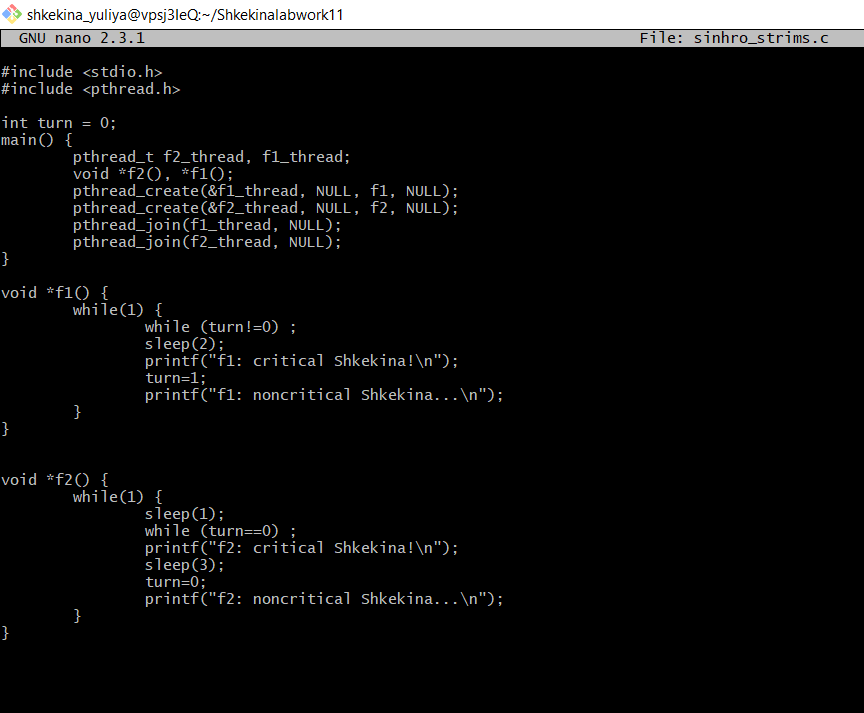 shkekina_yuliya@vpsj3IeQ:~/Shkekinalabwork11
GNU nano 2.3.1 File: sinhro_strims.c
#include <stdio.h>
#include <pthread.h>
int turn = 0;
main() {
pthread_t f2_thread, f1_thread;
void *f2(), *f1();
pthread_create(&f1_thread, NULL, f1, NULL);
pthread_create(&f2_thread, NULL, f2, NULL);
pthread_join(f1_thread, NULL);
pthread_join(f2_thread, NULL);
}
void *f1() {
while(1) {
while (turn!=0) ;
sleep(2);
printf("f1: critical Shkekina!\n");
turn=1;
printf("f1: noncritical Shkekina...\n");
}
}
void *f2() {
while(1) {
sleep(1);
while (turn==0) ;
printf("f2: critical Shkekina!\n");
sleep(3);
turn=0;
printf("f2: noncritical Shkekina...\n");
}
}